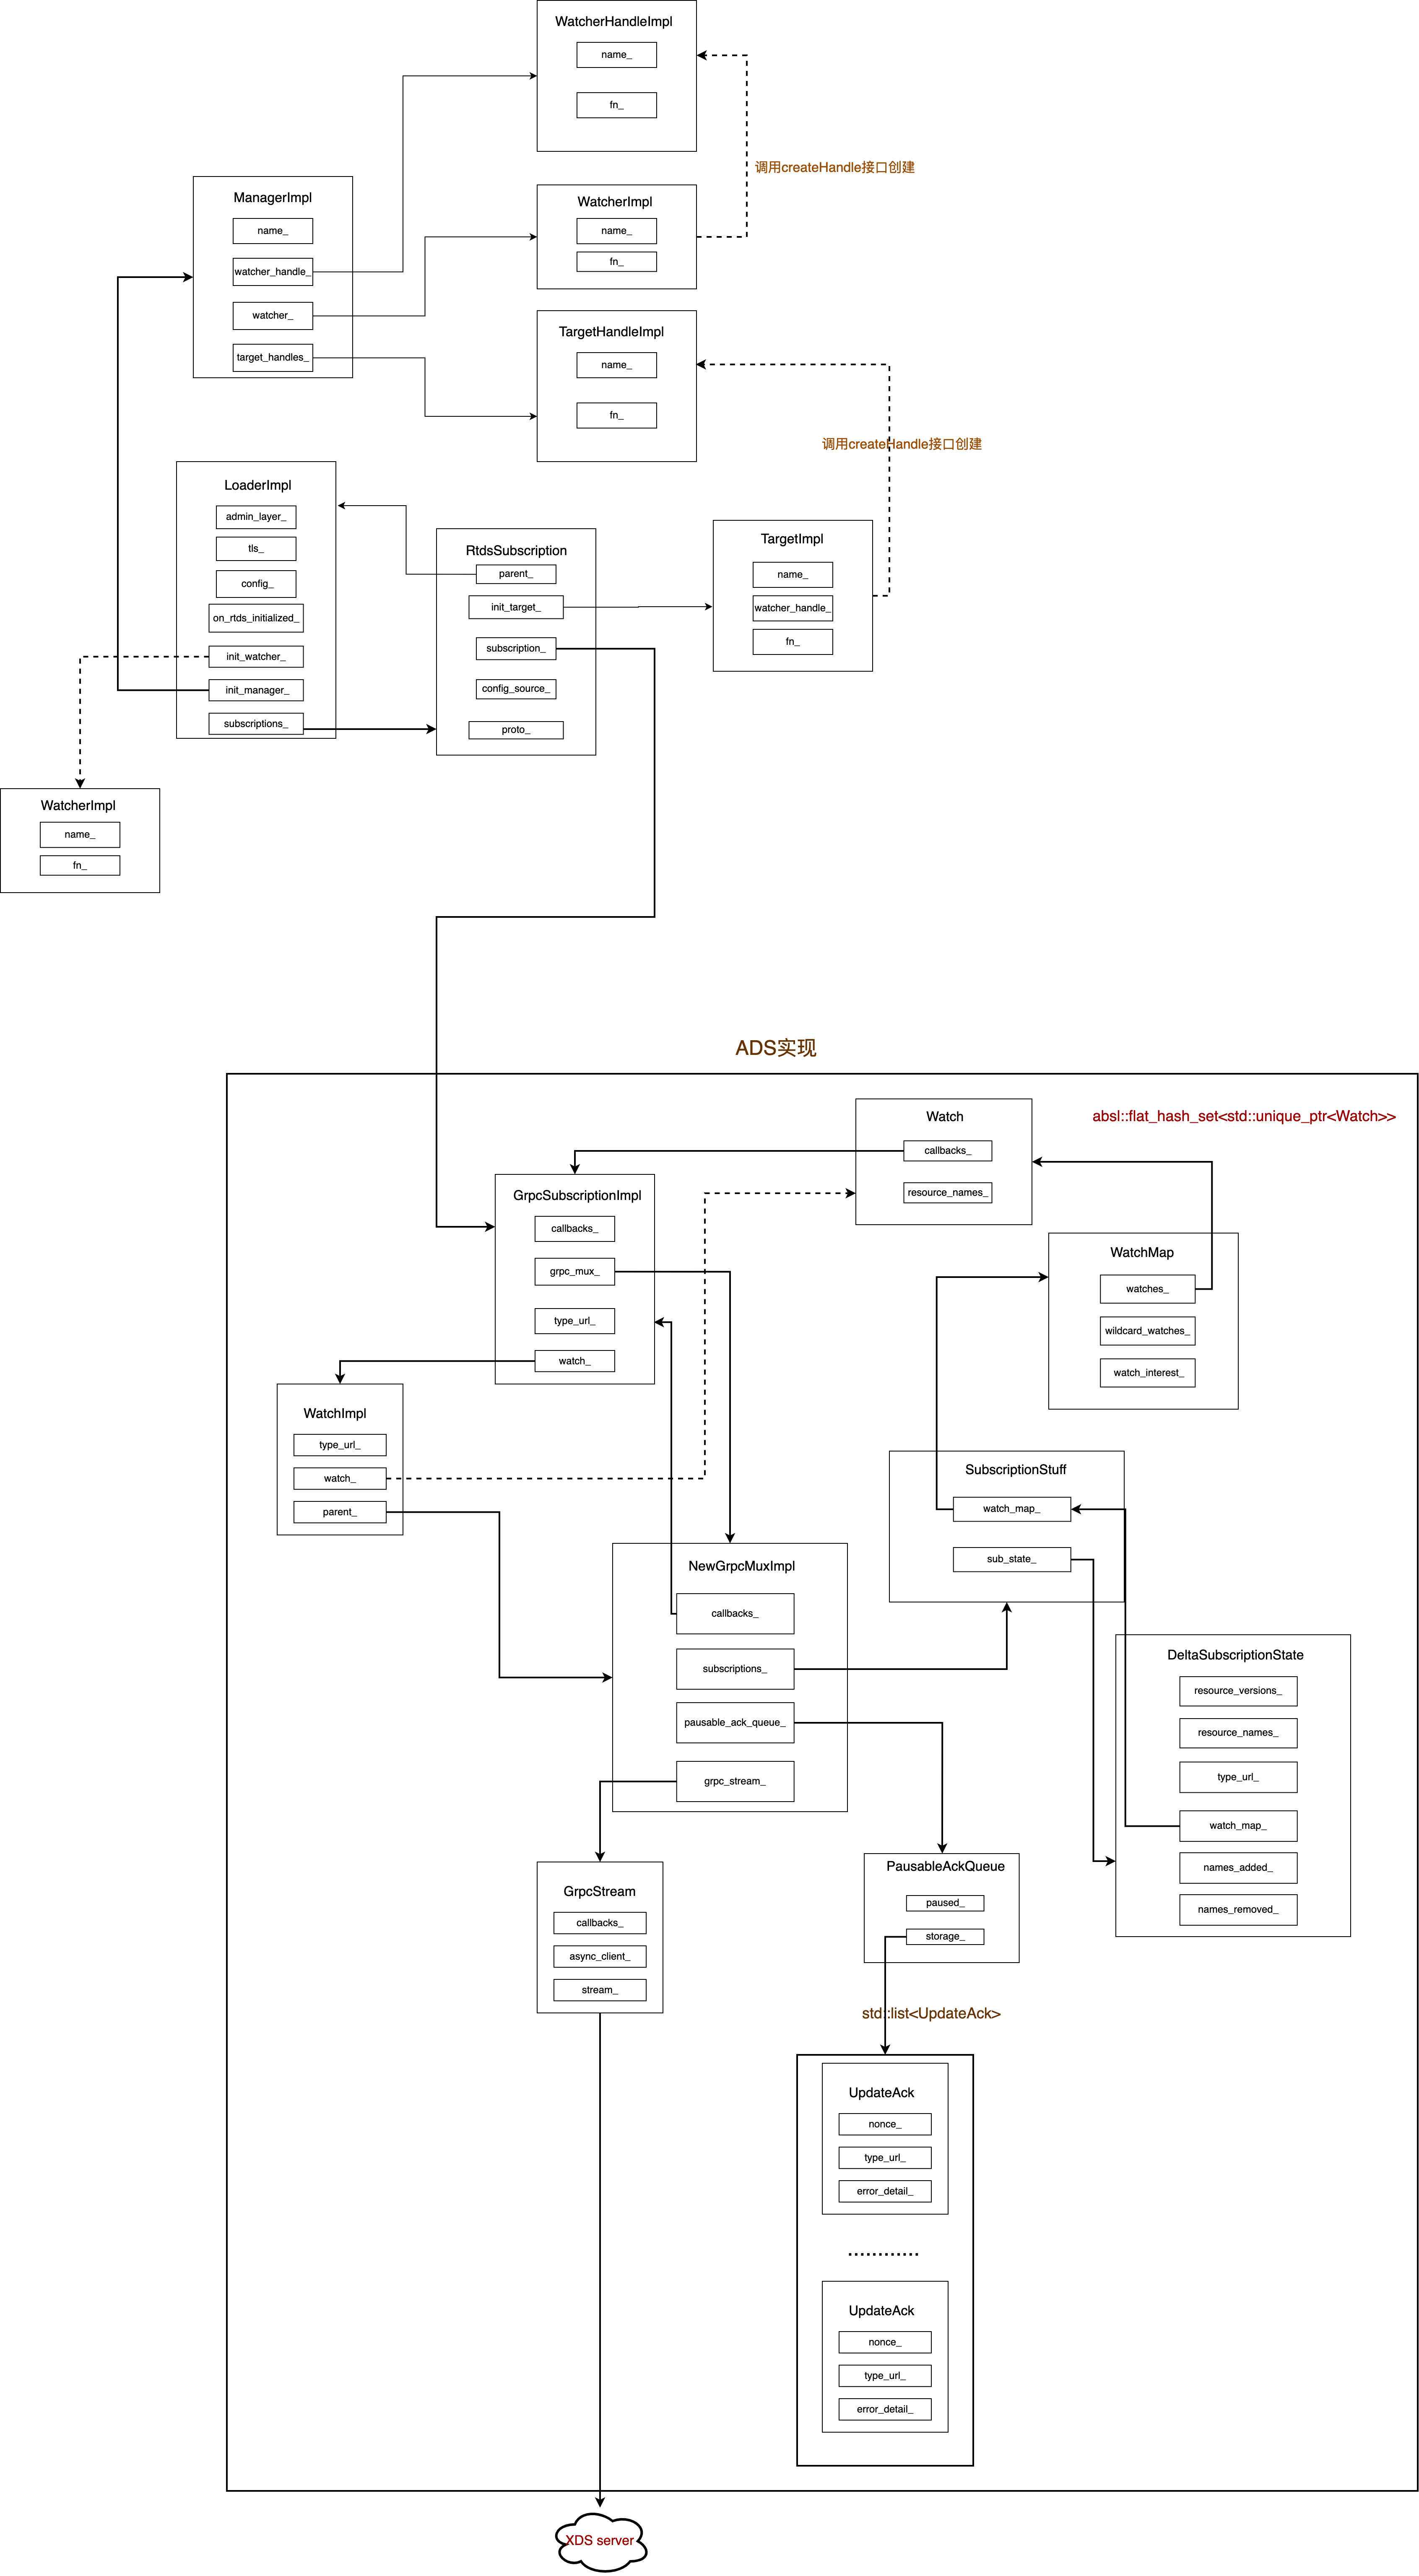 WatcherHandleImpl
name_
fn_
调用createHandle接口创建
ManagerImpl
name_
watcher_handle_
watcher_
target_handles_
WatcherImpl
name_
fn_
TargetHandleImpl
name_
fn_
调用createHandle接口创建
LoaderImpl
admin_layer_
tls_
config_
on_rtds_initialized_
init_watcher_
init_manager_
subscriptions_
RtdsSubscription
parent_
init_target_
subscription_
config_source_
proto_
TargetImpl
name_
watcher_handle_
fn_
WatcherImpl
name_
fn_
ADS实现
Watch
callbacks_
resource_names_
absl::flat_hash_set<std::unique_ptr<Watch>>
GrpcSubscriptionImpl
callbacks_
grpc_mux_
type_url_
watch_
WatchMap
watches_
wildcard_watches_
watch_interest_
WatchImpl
type_url_
watch_
parent_
SubscriptionStuff
watch_map_
sub_state_
NewGrpcMuxImpl
callbacks_
subscriptions_
pausable_ack_queue_
grpc_stream_
DeltaSubscriptionState
resource_versions_
resource_names_
type_url_
watch_map_
names_added_
names_removed_
GrpcStream
callbacks_
async_client_
stream_
PausableAckQueue
paused_
storage_
std::list<UpdateAck>
UpdateAck
nonce_
type_url_
error_detail_
............
UpdateAck
nonce_
type_url_
error_detail_
XDS server